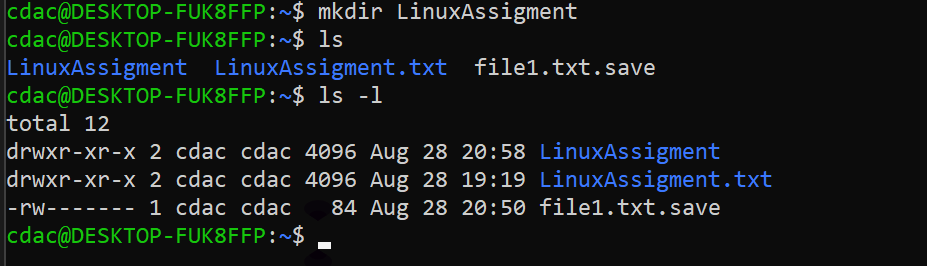 cdac@DESKTOP-FUK8FFP:~$ mkdir LinuxAssigment
cdac@DESKTOP-FUK8FFP:~$ ls
LinuxAssigment  LinuxAssigment.txt  file1.txt.save
cdac@DESKTOP-FUK8FFP:~$ ls -l
total 12
drwxr-xr-x 2 cdac cdac 4096 Aug 28 20:58 LinuxAssigment
drwxr-xr-x 2 cdac cdac 4096 Aug 28 19:19 LinuxAssigment.txt
-rw------- 1 cdac cdac   84 Aug 28 20:50 file1.txt.save
cdac@DESKTOP-FUK8FFP:~$